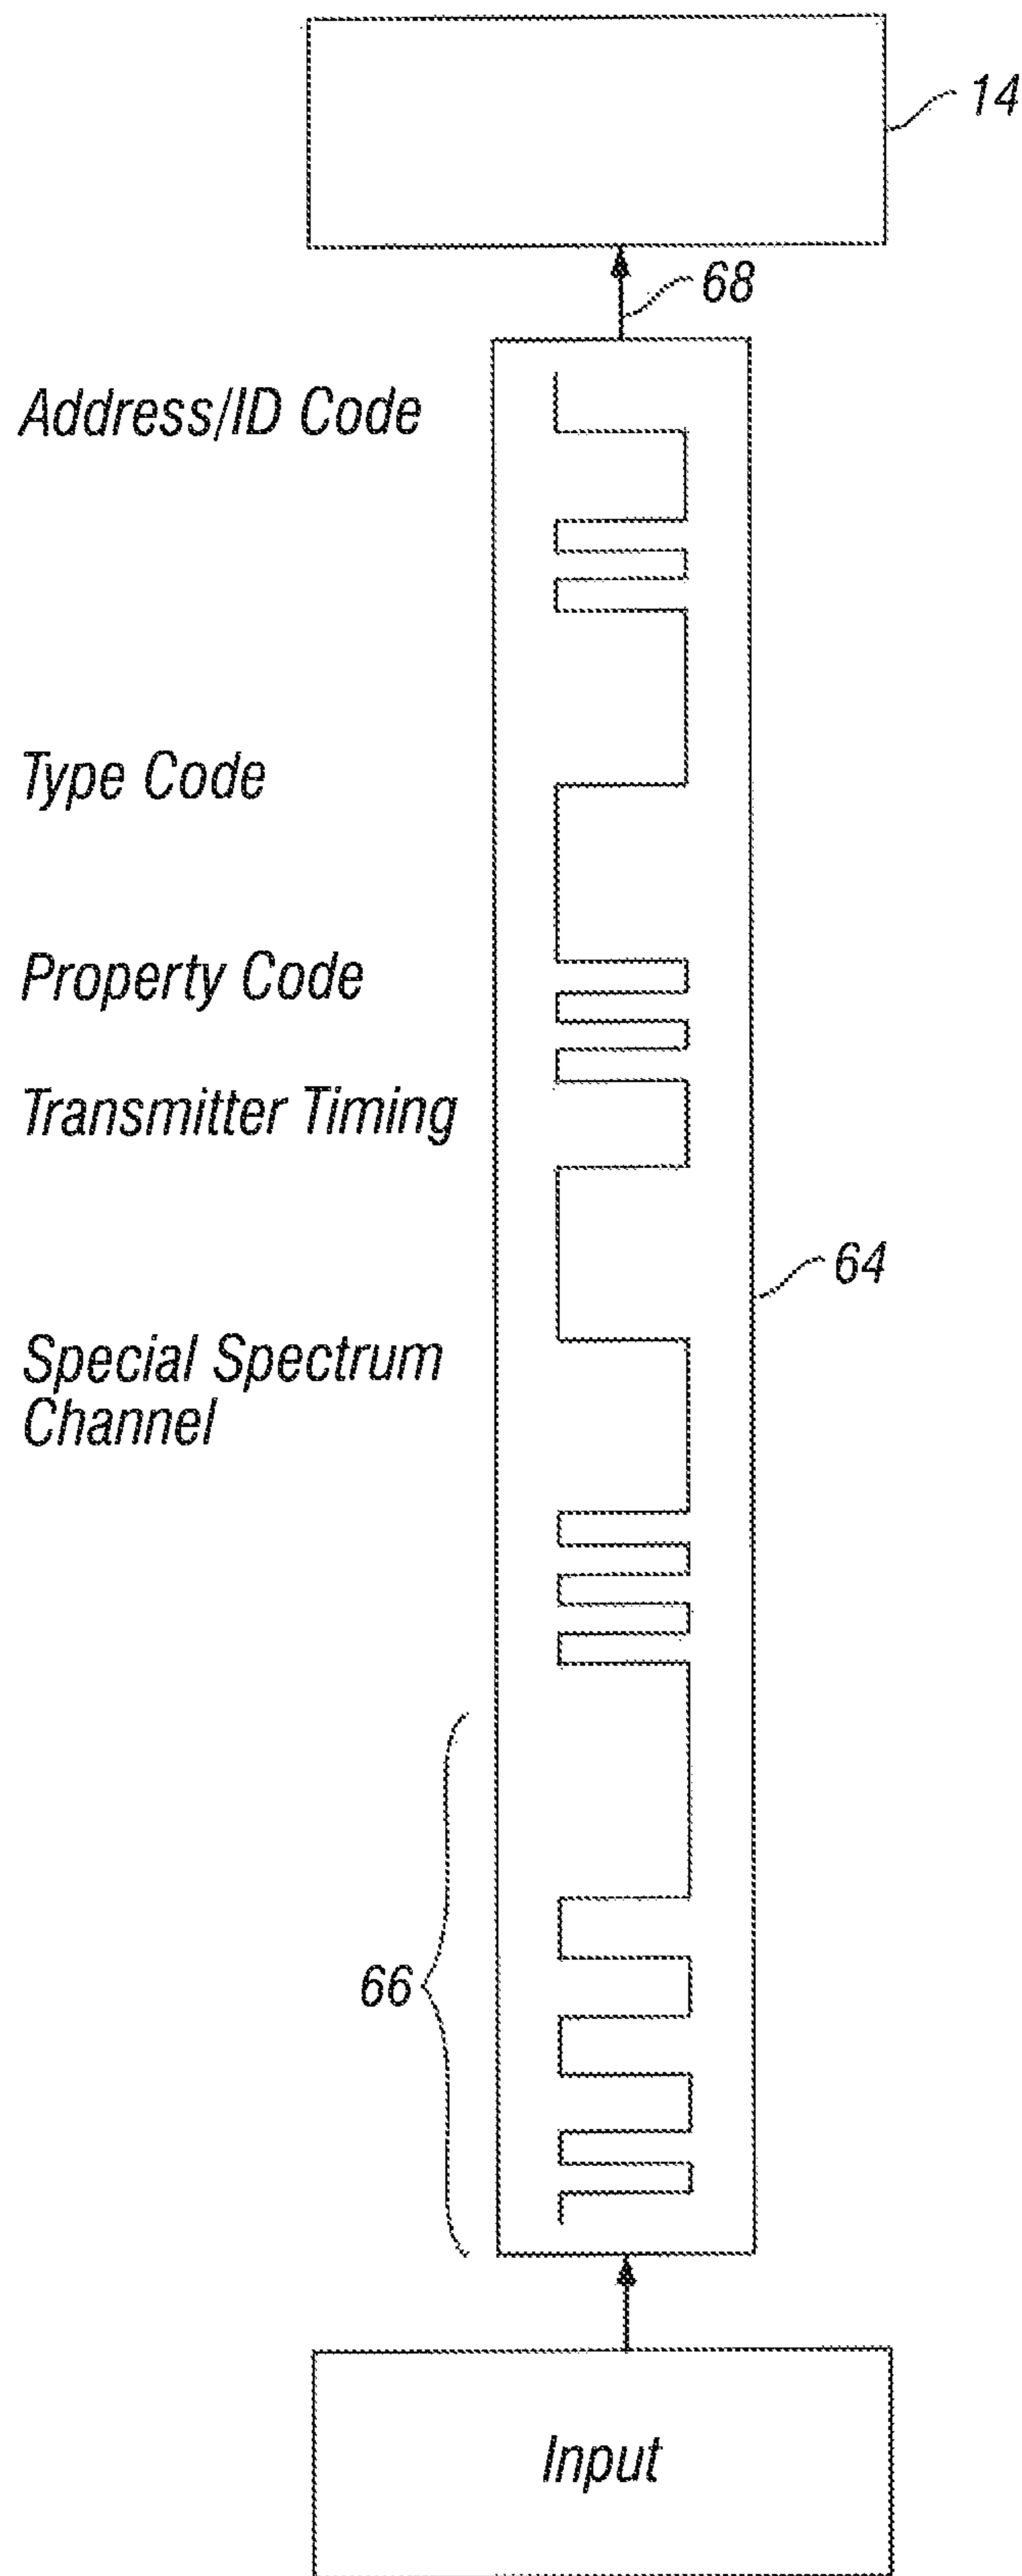 14
68
Address/ID Code
Type Code
Property Code
Transmitter Timing
64
Special Spectrum
Channel
66
Input